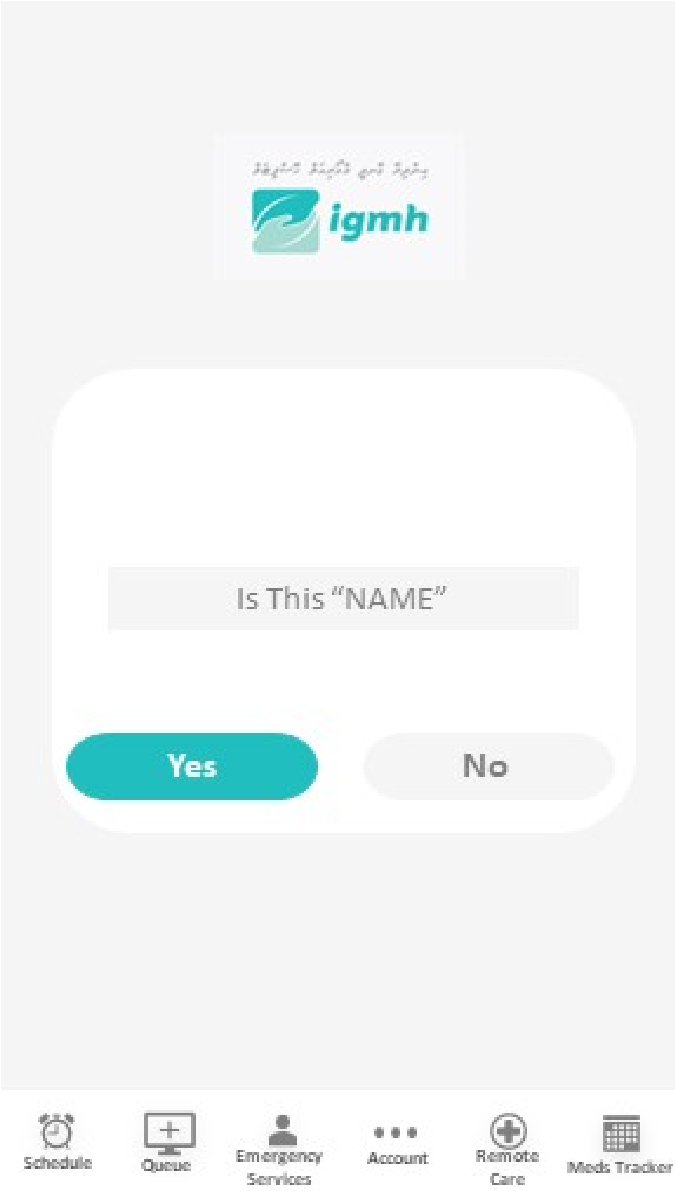 igmh
Is This “NAME”
Yes
No
Schedule
Queue
Emergency
Services
Account
Remote
Care
Meds Tracker